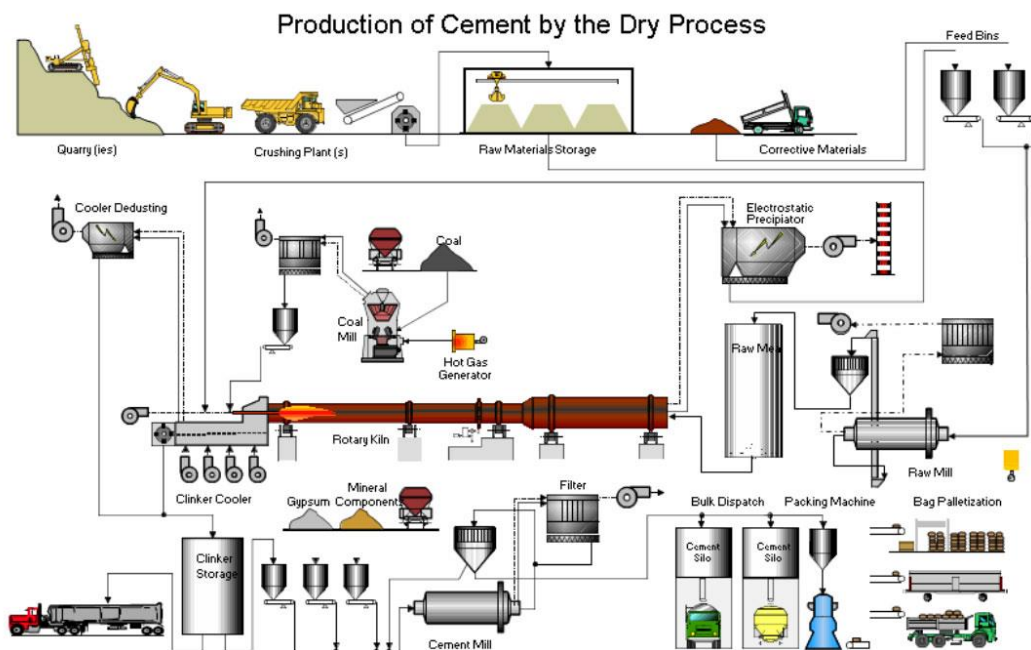 Production of Cement by the Dry Process
Feed Bins
Quarry (ies)
Crushing Plant (s)
Raw Materials Storage
Corrective Materials
Cooler Dedusting
Coal
Electrostatic
Precipiator
Coal
Mill
Hot Gas
Generator
Raw Mea
Rotary Kiln
Raw Mill
Clinker Cooler
Gypsum
Mineral
Components
Filter
Bulk Dispatch
Packing Machine
Bag Palletization
Clinker
Storage
Cement
Silo
Cement
Silo
Cement Mill